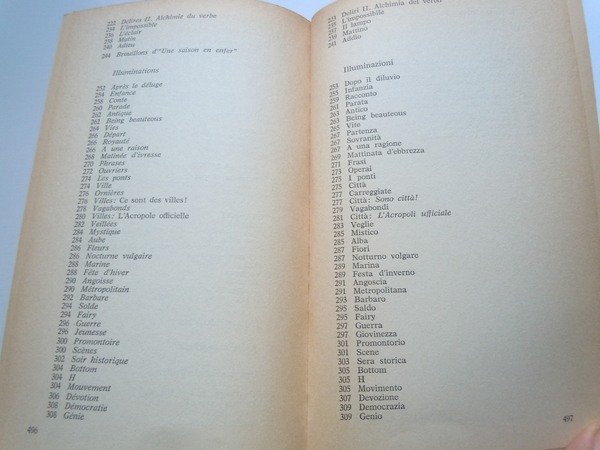 222 Délires II. Alchimie du verbe
234 L'impossible
236 L'éclair
238 Matin
240 Adieu
244 Brouillons d'"Une saison en enfer"
Illuminations
252 Après le déluge
254 Enfance
258 Conte
260 Parade
262 Antique
262 Being beauteous
264 Vies
266 Départ
266 Royauté
266 A une raison
268 Matinée d'ivresse
270 Phrases
272 Ouvriers
274 Les ponts
274 Ville
276 Ornières
276 Villes: Ce sont des villes!
278 Vagabonds
280 Villes: L'Acropole officielle
282 Veillées
284 Mystique
284 Aube
286 Fleurs
286 Nocturne vulgaire
288 Marine
288 Fête d'hiver
290 Angoisse
290 Métropolitain
292 Barbare
294 Solde
294 Fairy
296 Guerre
296 Jeunesse
300 Promontoire
300 Scènes
302 Soir historique
304 Bottom
304 H
304 Mouvement
306 Dévotion
308 Démocratie
308 Génie
496
233 Deliri II. Alchimia del verbo
235 L'impossibile
237 Il lampo
239 Mattino
241 Addio
Illuminazioni
253 Dopo il diluvio
255 Infanzia
259 Racconto
261 Parata
263 Antico
263 Being beauteous
265 Vite
267 Partenza
267 Sovranità
267 A una ragione
269 Mattinata d'ebbrezza
271 Frasi
273 Operai
275 I ponti
275 Città
277 Carreggiate
277 Città: Sono città!
279 Vagabondi
281 Città: L'Acropoli ufficiale
283 Veglie
285 Mistico
285 Alba
287 Fiori
287 Notturno volgare
289 Marina
289 Festa d'inverno
291 Angoscia
291 Metropolitana
293 Barbaro
295 Saldo
295 Fairy
297 Guerra
297 Giovinezza
301 Promontorio
301 Scene
303 Sera storica
305 Bottom
305 H
305 Movimento
307 Devozione
309 Democrazia
309 Genio
497